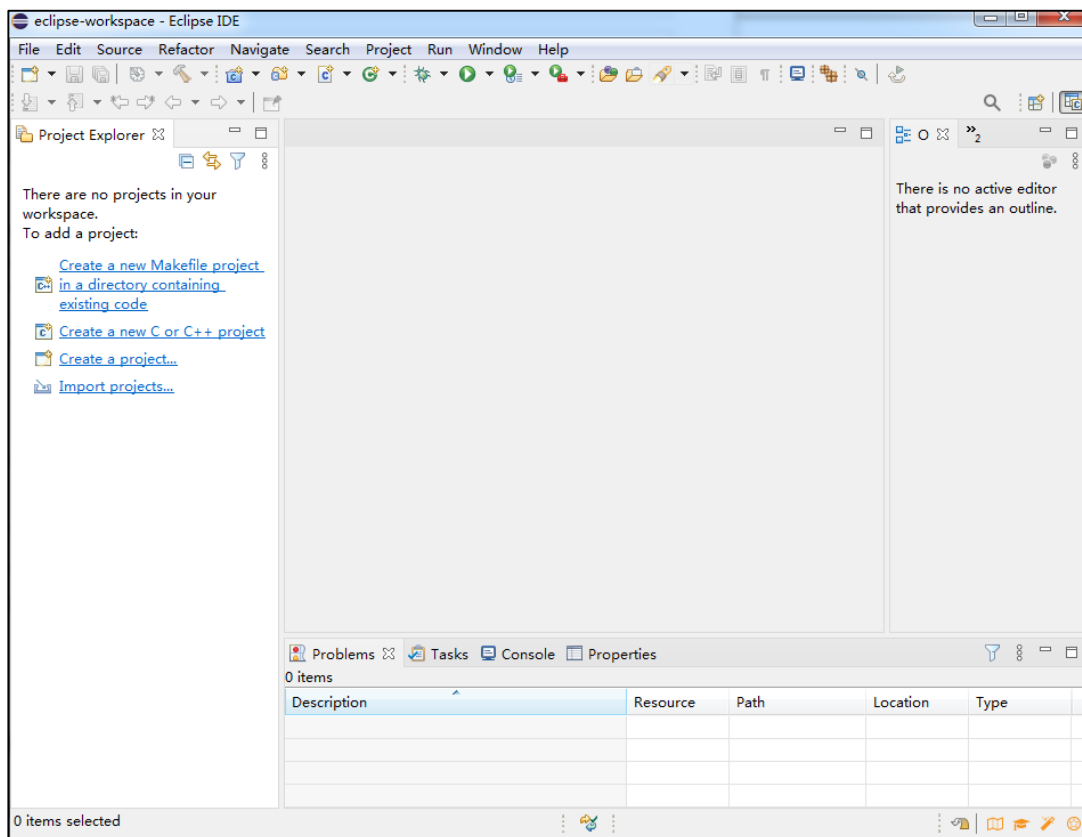 eclipse-workspace - Eclipse IDE
File Edit Source Refactor Navigate Search Project Run Window Help
Project Explorer
There are no projects in your
workspace.
To add a project:
Create a new Makefile project
in a directory containing
existing code
Create a new C or C++ project
Create a project...
Import projects...
O
»2
There is no active editor
that provides an outline.
Problems Tasks Console Properties
0 items
Description Resource Path Location Type
0 items selected